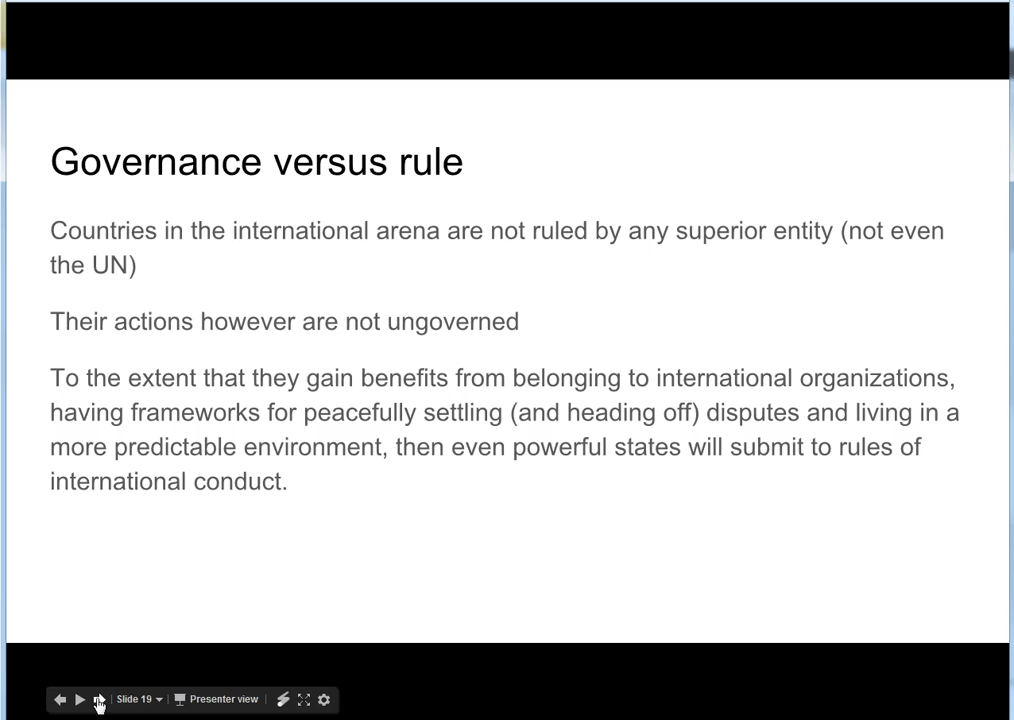 Governance versus rule
Countries in the international arena are not ruled by any superior entity (not even
the UN)
Their actions however are not ungoverned
To the extent that they gain benefits from belonging to international organizations,
having frameworks for peacefully settling (and heading off) disputes and living in a
more predictable environment, then even powerful states will submit to rules of
international conduct.
Slide 19
Presenter view